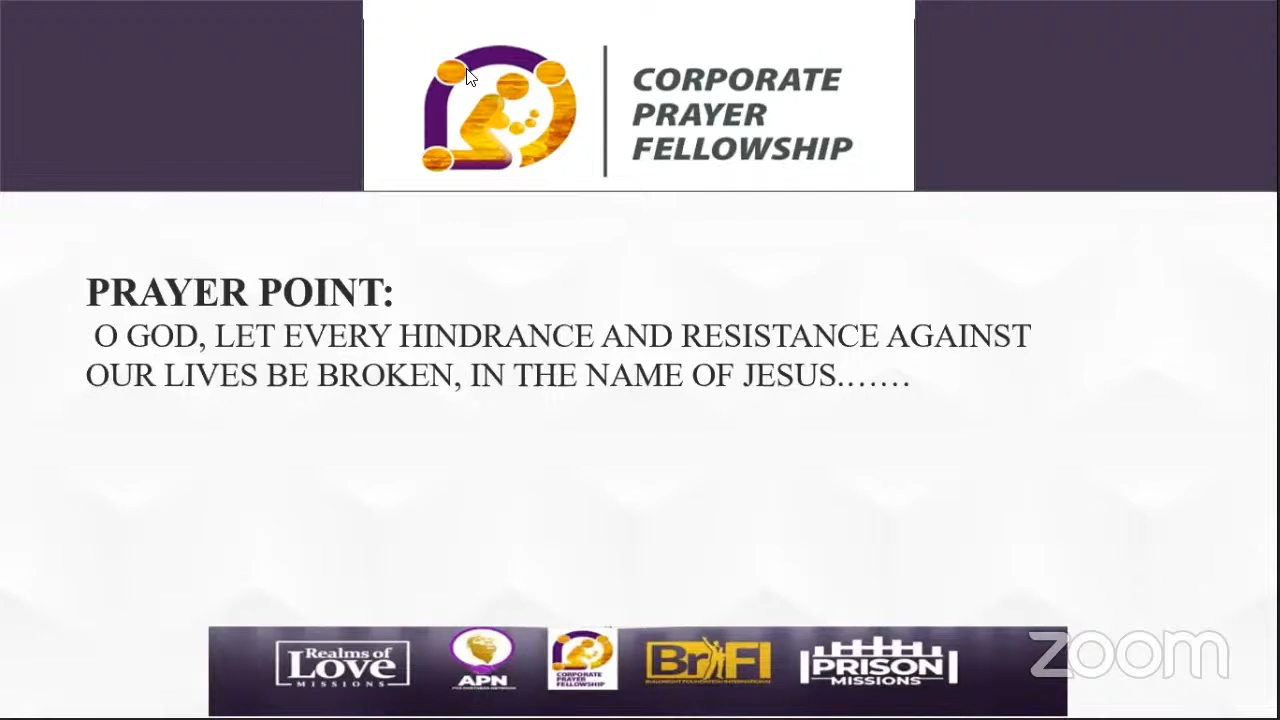 CORPORATE
PRAYER
FELLOWSHIP
PRAYER POINT:
O GOD, LET EVERY HINDRANCE AND RESISTANCE AGAINST
OUR LIVES BE BROKEN, IN THE NAME OF JESUS.……
Realms of
Love
MISSIONS
APN
CORPORATE
PRAYER
FELLOWSHIP
BrFI
PRISON
MISSIONS
zoom